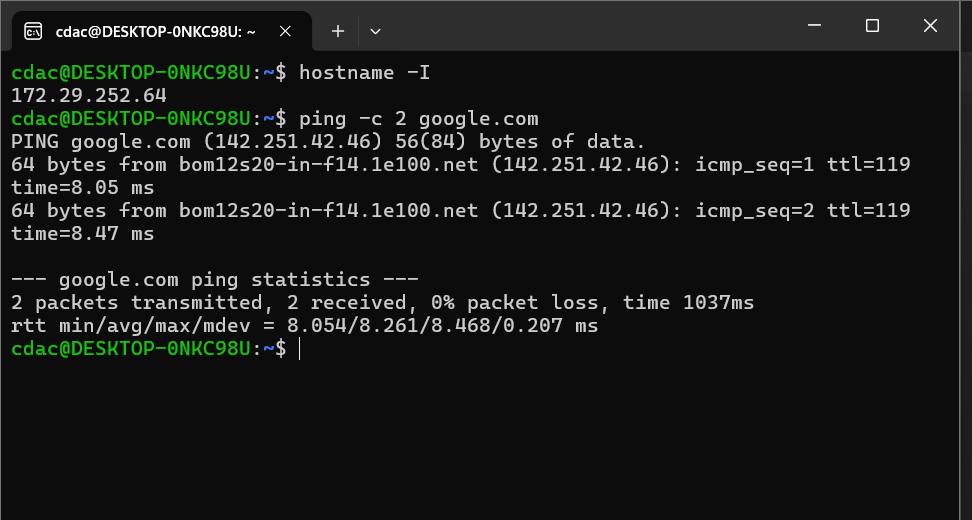 cdac@DESKTOP-0NKC98U: ~
cdac@DESKTOP-0NKC98U:~$ hostname -I
172.29.252.64
cdac@DESKTOP-0NKC98U:~$ ping -c 2 google.com
PING google.com (142.251.42.46) 56(84) bytes of data.
64 bytes from bom12s20-in-f14.1e100.net (142.251.42.46): icmp_seq=1 ttl=119
time=8.05 ms
64 bytes from bom12s20-in-f14.1e100.net (142.251.42.46): icmp_seq=2 ttl=119
time=8.47 ms
--- google.com ping statistics ---
2 packets transmitted, 2 received, 0% packet loss, time 1037ms
rtt min/avg/max/mdev = 8.054/8.261/8.468/0.207 ms
cdac@DESKTOP-0NKC98U:~$